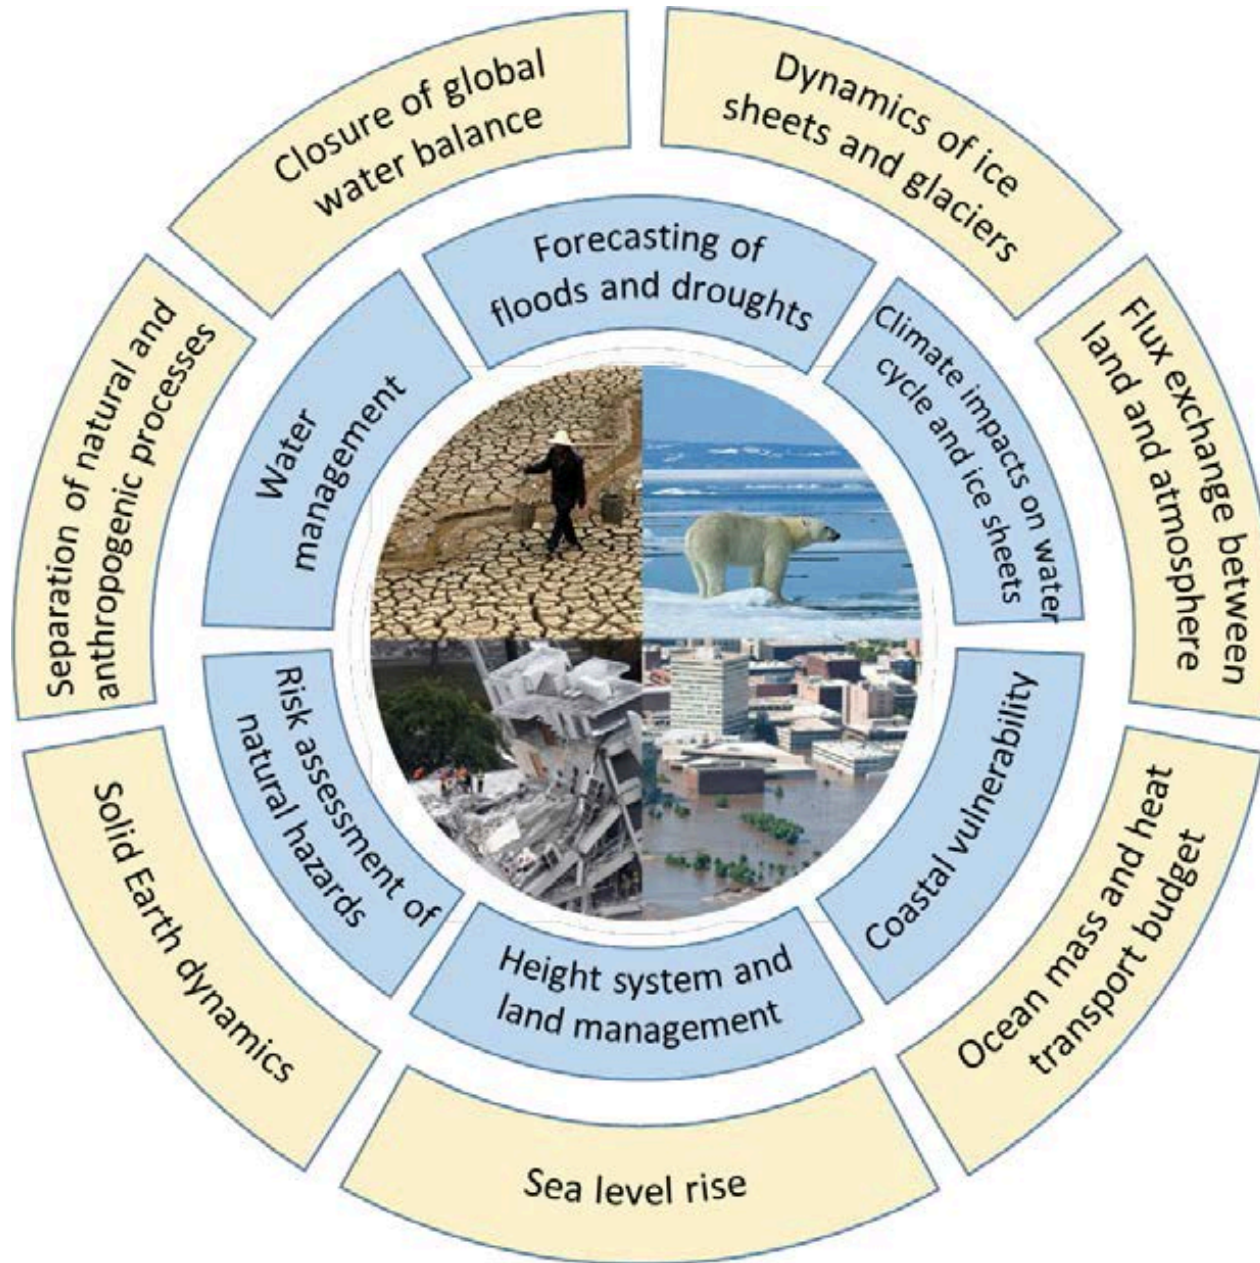 Closure of global
water balance
Dynamics of ice
sheets and glaciers
Flux exchange between
land and atmosphere
Ocean mass and heat
transport budget
Sea level rise
Solid Earth dynamics
Separation of natural and
anthropogenic processes
Forecasting of
floods and droughts
Climate impacts on water
cycle and ice sheets
Coastal vulnerability
Height system and
land management
Risk assessment of
natural hazards
Water
management